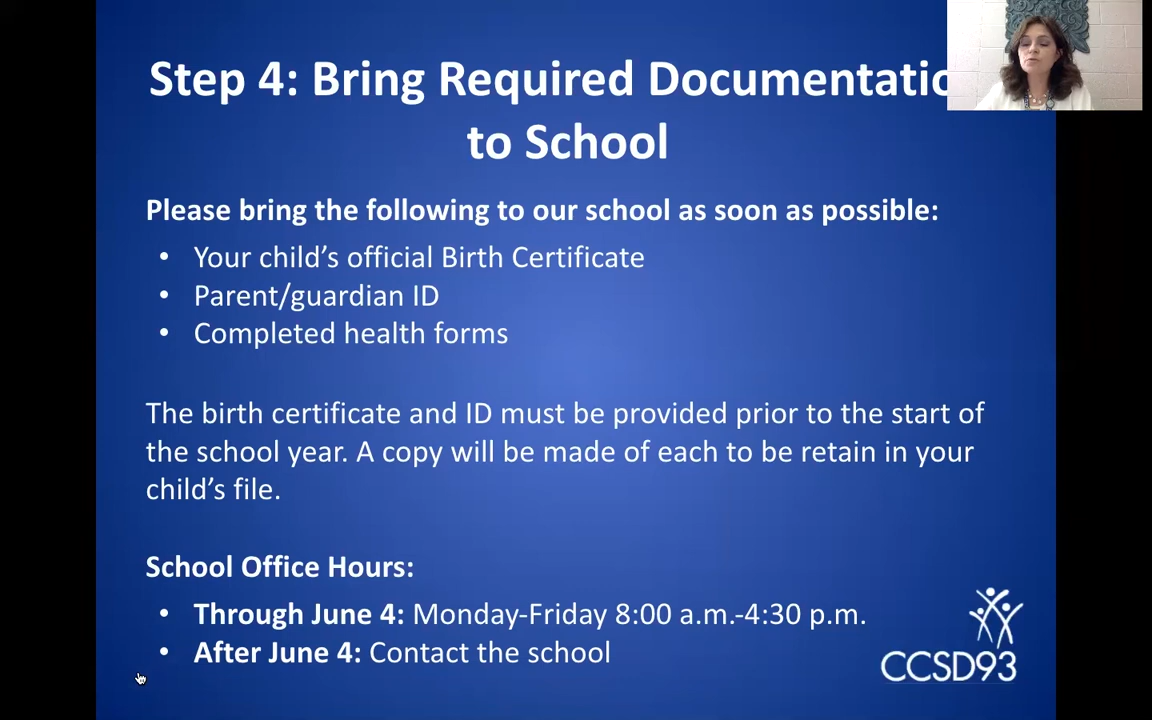 Step 4: Bring Required Documentatio
to School
Please bring the following to our school as soon as possible:
• Your child’s official Birth Certificate
• Parent/guardian ID
• Completed health forms
The birth certificate and ID must be provided prior to the start of
the school year. A copy will be made of each to be retain in your
child’s file.
School Office Hours:
• Through June 4: Monday-Friday 8:00 a.m.-4:30 p.m.
• After June 4: Contact the school
CCSD93